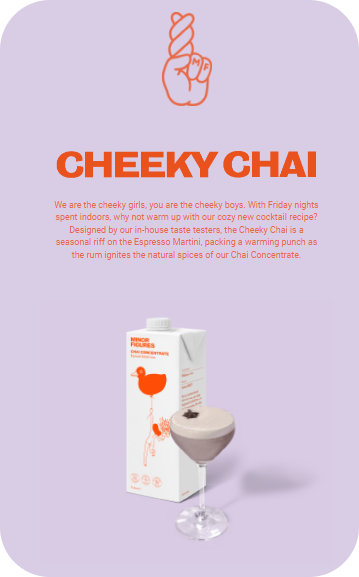 M F
CHEEKY CHAI
We are the cheeky girls, you are the cheeky boys. With Friday nights
spent indoors, why not warm up with our cozy new cocktail recipe?
Designed by our in-house taste testers, the Cheeky Chai is a
seasonal riff on the Espresso Martini, packing a warming punch as
the rum ignites the natural spices of our Chai Concentrate.
MINOR
FIGURES
CHAI CONCENTRATE